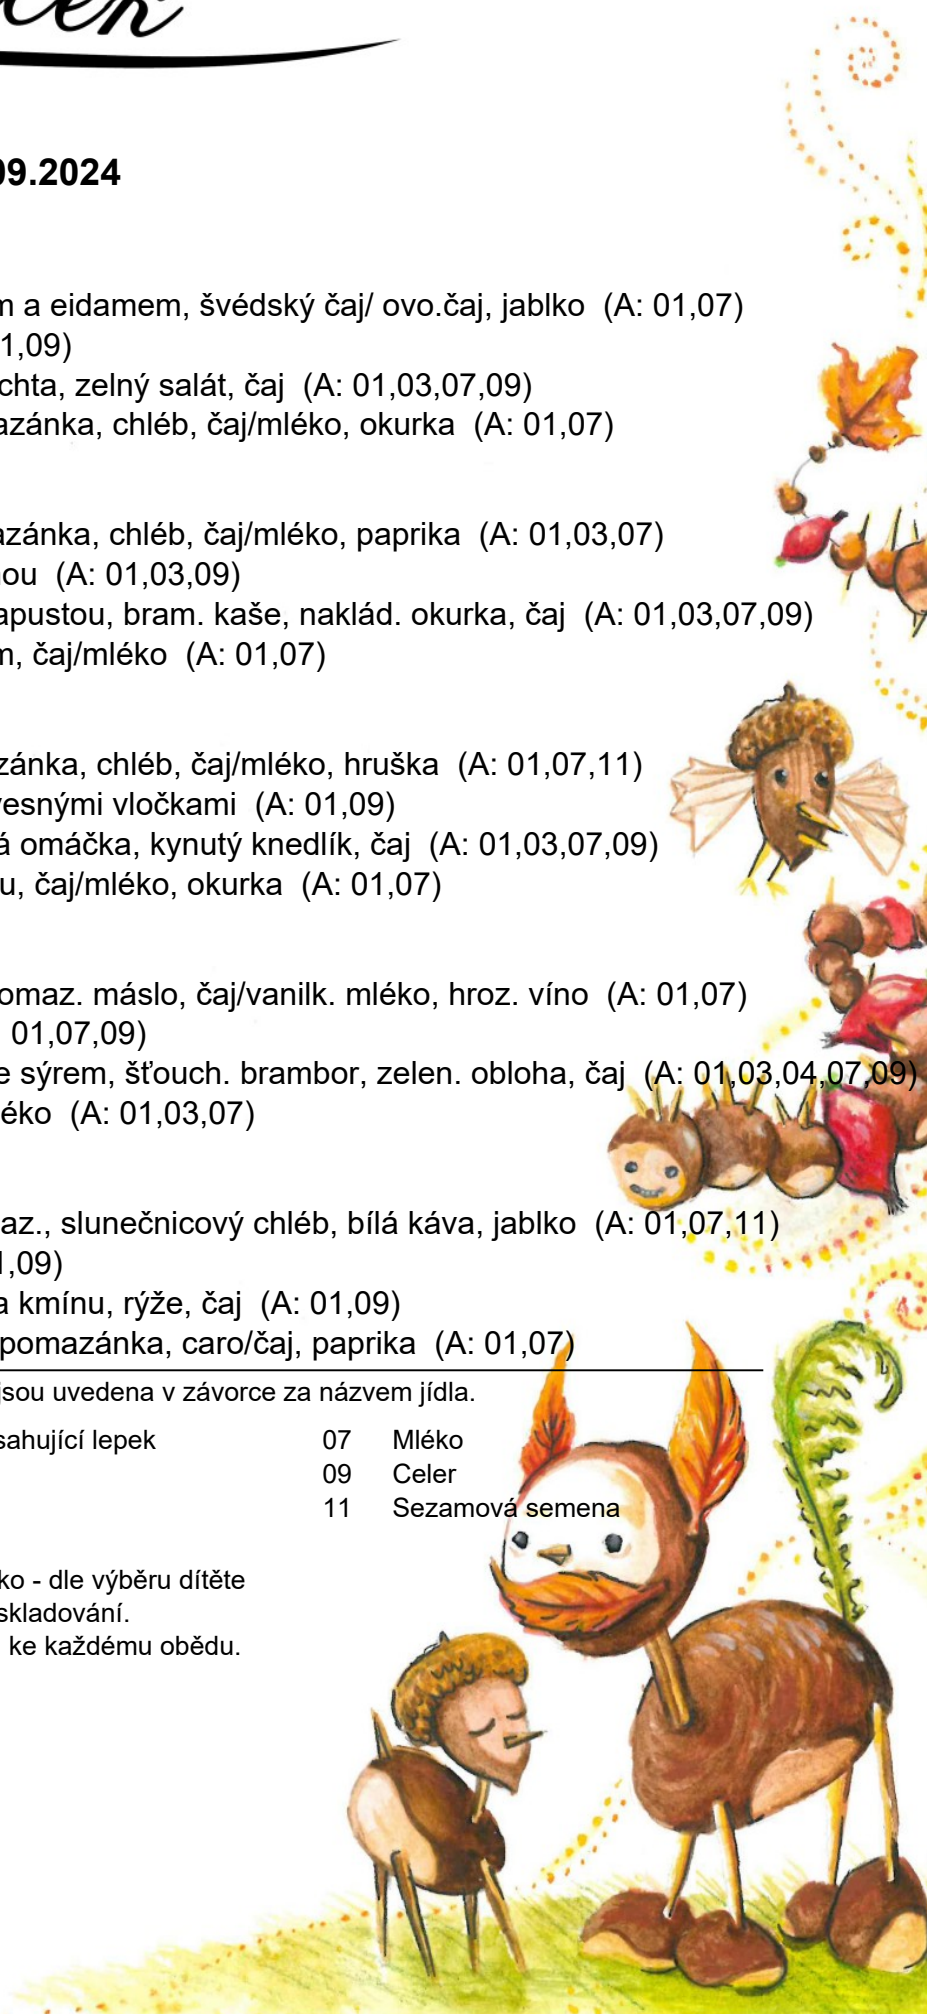 09.2024
m a eidamem, švédský čaj/ ovo.čaj, jablko (A: 01,07)
1,09)
chta, zelný salát, čaj (A: 01,03,07,09)
azánka, chléb, čaj/mléko, okurka (A: 01,07)
azánka, chléb, čaj/mléko, paprika (A: 01,03,07)
nou (A: 01,03,09)
apustou, bram. kaše, naklád. okurka, čaj (A: 01,03,07,09)
m, čaj/mléko (A: 01,07)
zánka, chléb, čaj/mléko, hruška (A: 01,07,11)
vesnými vločkami (A: 01,09)
á omáčka, kynutý knedlík, čaj (A: 01,03,07,09)
u, čaj/mléko, okurka (A: 01,07)
omaz. máslo, čaj/vanilk. mléko, hroz. víno (A: 01,07)
01,07,09)
e sýrem, šťouch. brambor, zelen. obloha, čaj (A: 01,03,04,07,09)
éko (A: 01,03,07)
az., slunečnicový chléb, bílá káva, jablko (A: 01,07,11)
1,09)
a kmínu, rýže, čaj (A: 01,09)
pomazánka, caro/čaj, paprika (A: 01,07)
jsou uvedena v závorce za názvem jídla.
sahující lepek 07 Mléko
09 Celer
11 Sezamová semena
ko - dle výběru dítěte
skladování.
ke každému obědu.